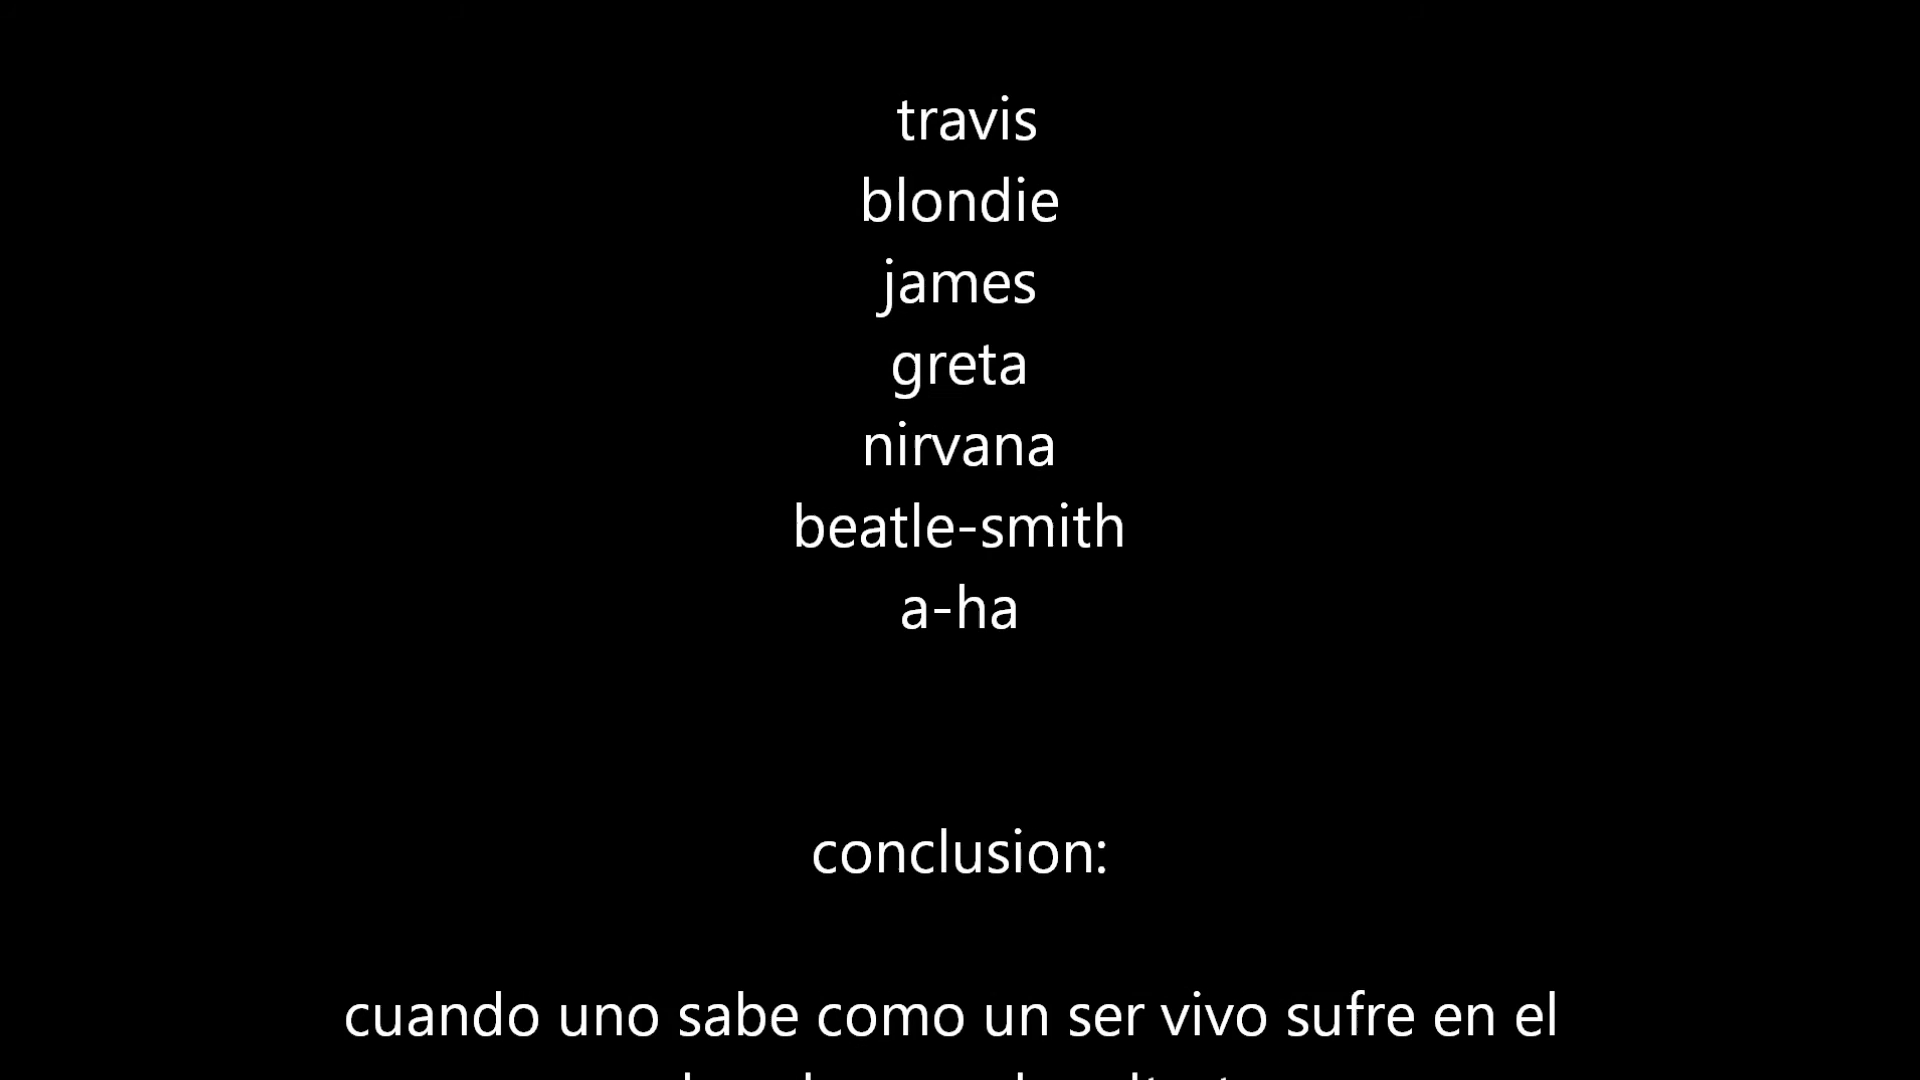 travis
blondie
james
greta
nirvana
beatle-smith
a-ha
conclusion:
cuando uno sabe como un ser vivo sufre en el